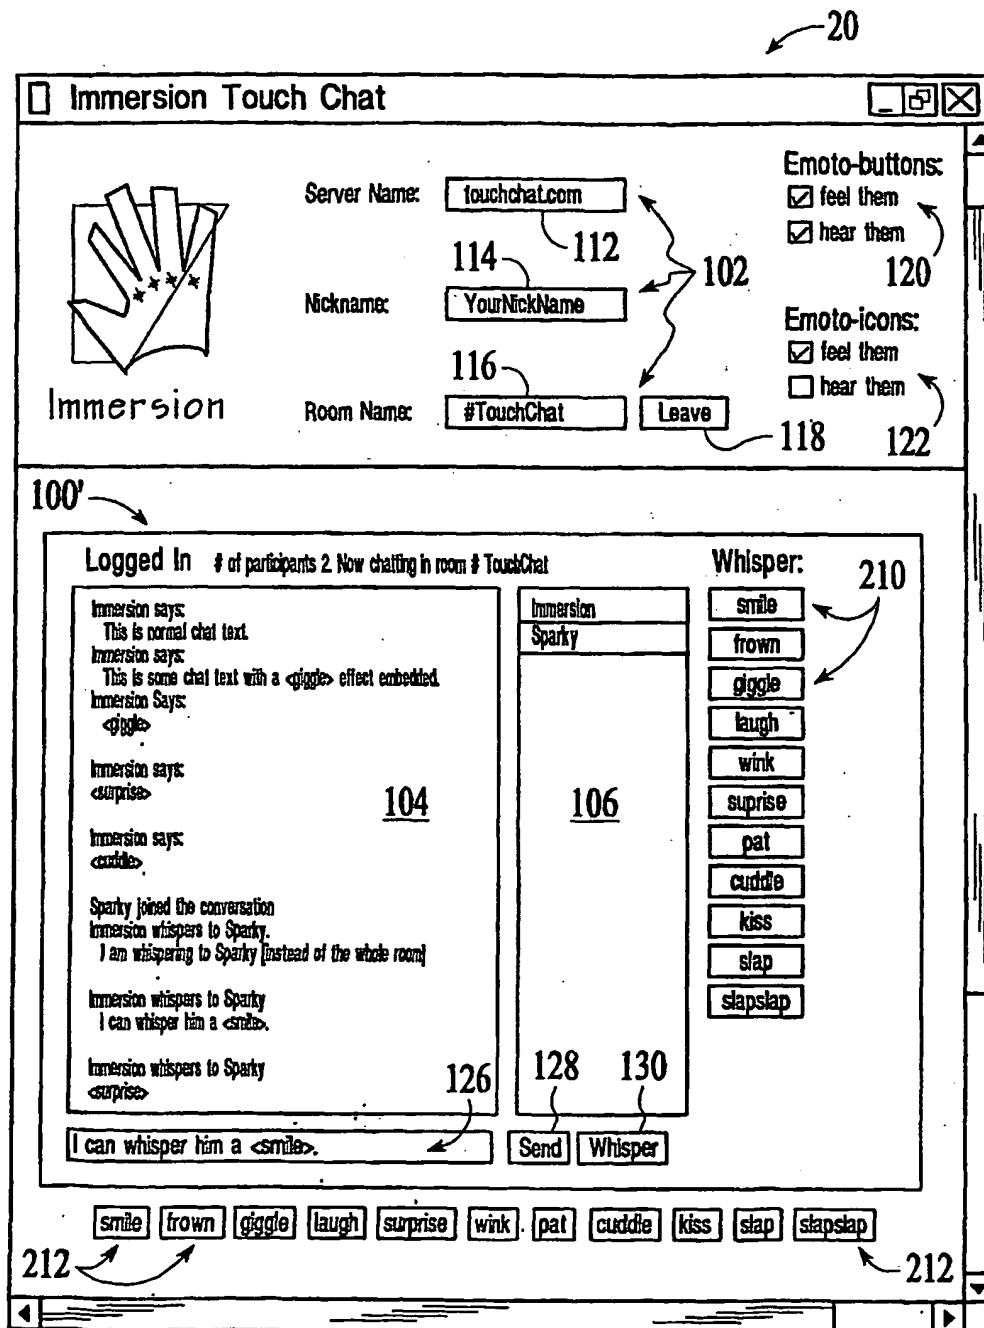 20
Immersion Touch Chat
Emoto-buttons:
Server Name: touchchat.com
feel them
hear them
112
114
102
120
Nickname: YourNickName
Emoto-icons:
feel them
116
hear them
Immersion
Room Name: #TouchChat Leave
118
122
100'
Logged In # of participants 2. Now chatting in room # TouchChat
Whisper:
210
Immersion says:
This is normal chat text.
Immersion says:
This is some chat text with a <giggle> effect embedded.
Immersion Says:
<giggle>
Immersion says:
<surprise>
104
Immersion says:
<cuddle>
Sparky joined the conversation
Immersion whispers to Sparky.
I am whispering to Sparky [instead of the whole room]
Immersion whispers to Sparky
I can whisper him a <smile>.
Immersion whispers to Sparky
<surprise>
126
Immersion
Sparky
106
128
130
smile
frown
giggle
laugh
wink
suprise
pat
cuddle
kiss
slap
slapslap
I can whisper him a <smile>. Send Whisper
smile frown giggle laugh surprise wink pat cuddle kiss slap slapslap
212
212